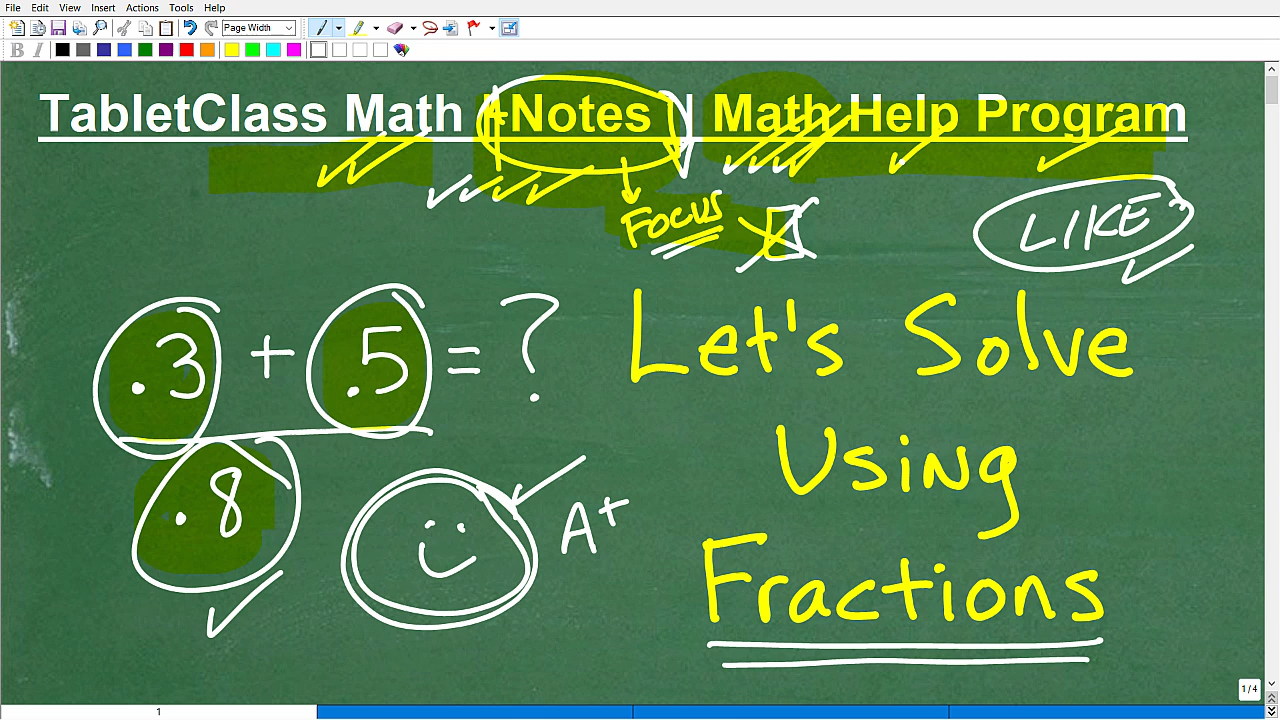 File Edit View Insert Actions Tools Help
Page Width
B I
TabletClass Math Notes Math Help Program
FOCUS
LIKE
.3 + .5 = ?
.8
A+
Let's Solve
Using
Fractions
1/4
1